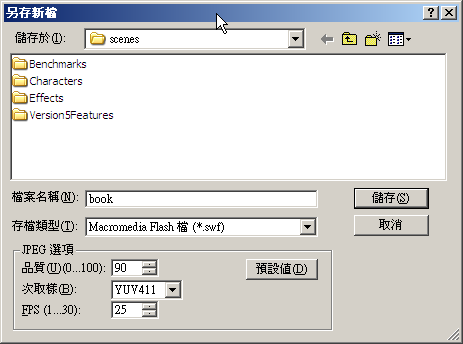 另存新檔
儲存於(I): scenes
Benchmarks
Characters
Effects
Version5Features
檔案名稱(N): book 儲存(S)
存檔類型(T): Macromedia Flash 檔 (*.swf) 取消
JPEG 選項
品質(U)(0...100): 90 預設值(D)
次取樣(B): YUV411
FPS (1...30): 25